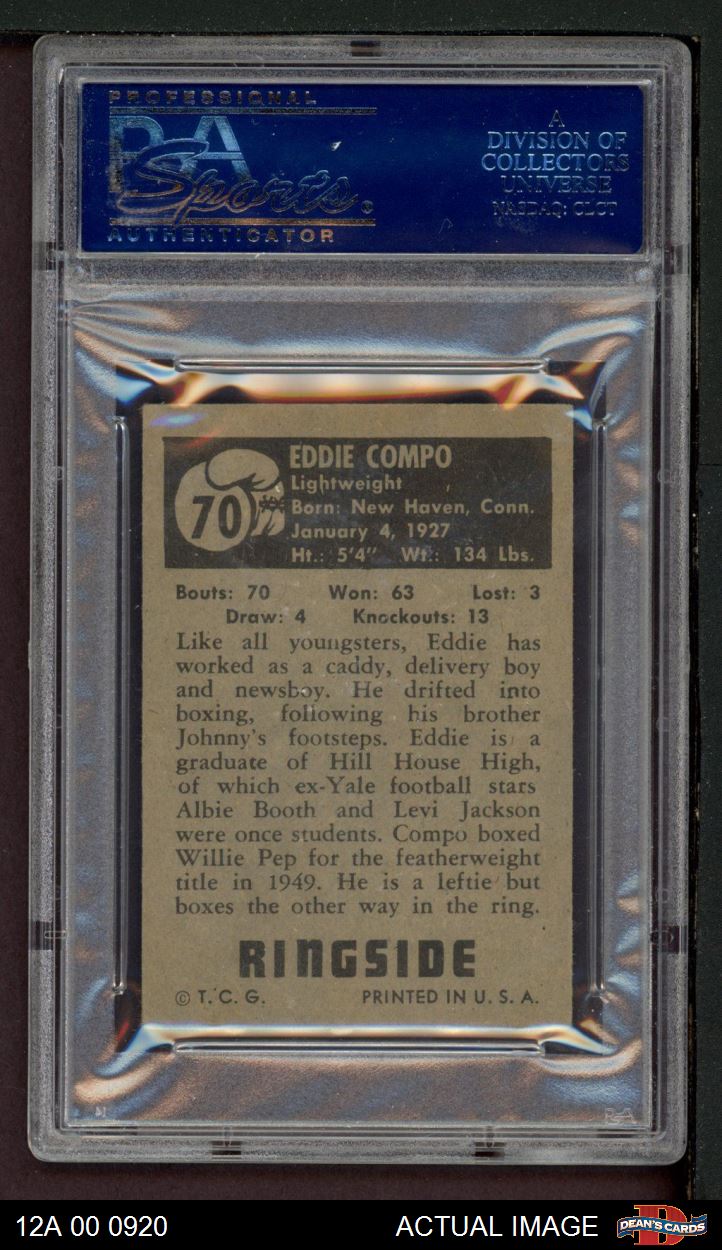 PROFESSIONAL
PSA
Sports
AUTHENTICATOR
A
DIVISION OF
COLLECTORS
UNIVERSE
NASDAQ: CLCT
70
EDDIE COMPO
Lightweight
Born: New Haven, Conn.
January 4, 1927
Ht.: 5'4" Wt.: 134 Lbs.
Bouts: 70 Won: 63 Lost: 3
Draw: 4 Knockouts: 13
Like all youngsters, Eddie has
worked as a caddy, delivery boy
and newsboy. He drifted into
boxing, following his brother
Johnny's footsteps. Eddie is a
graduate of Hill House High,
of which ex-Yale football stars
Albie Booth and Levi Jackson
were once students. Compo boxed
Willie Pep for the featherweight
title in 1949. He is a leftie but
boxes the other way in the ring.
RINGSIDE
© T. C. G. PRINTED IN U. S. A.
PSA
12A 00 0920 ACTUAL IMAGE DEAN'S CARDS